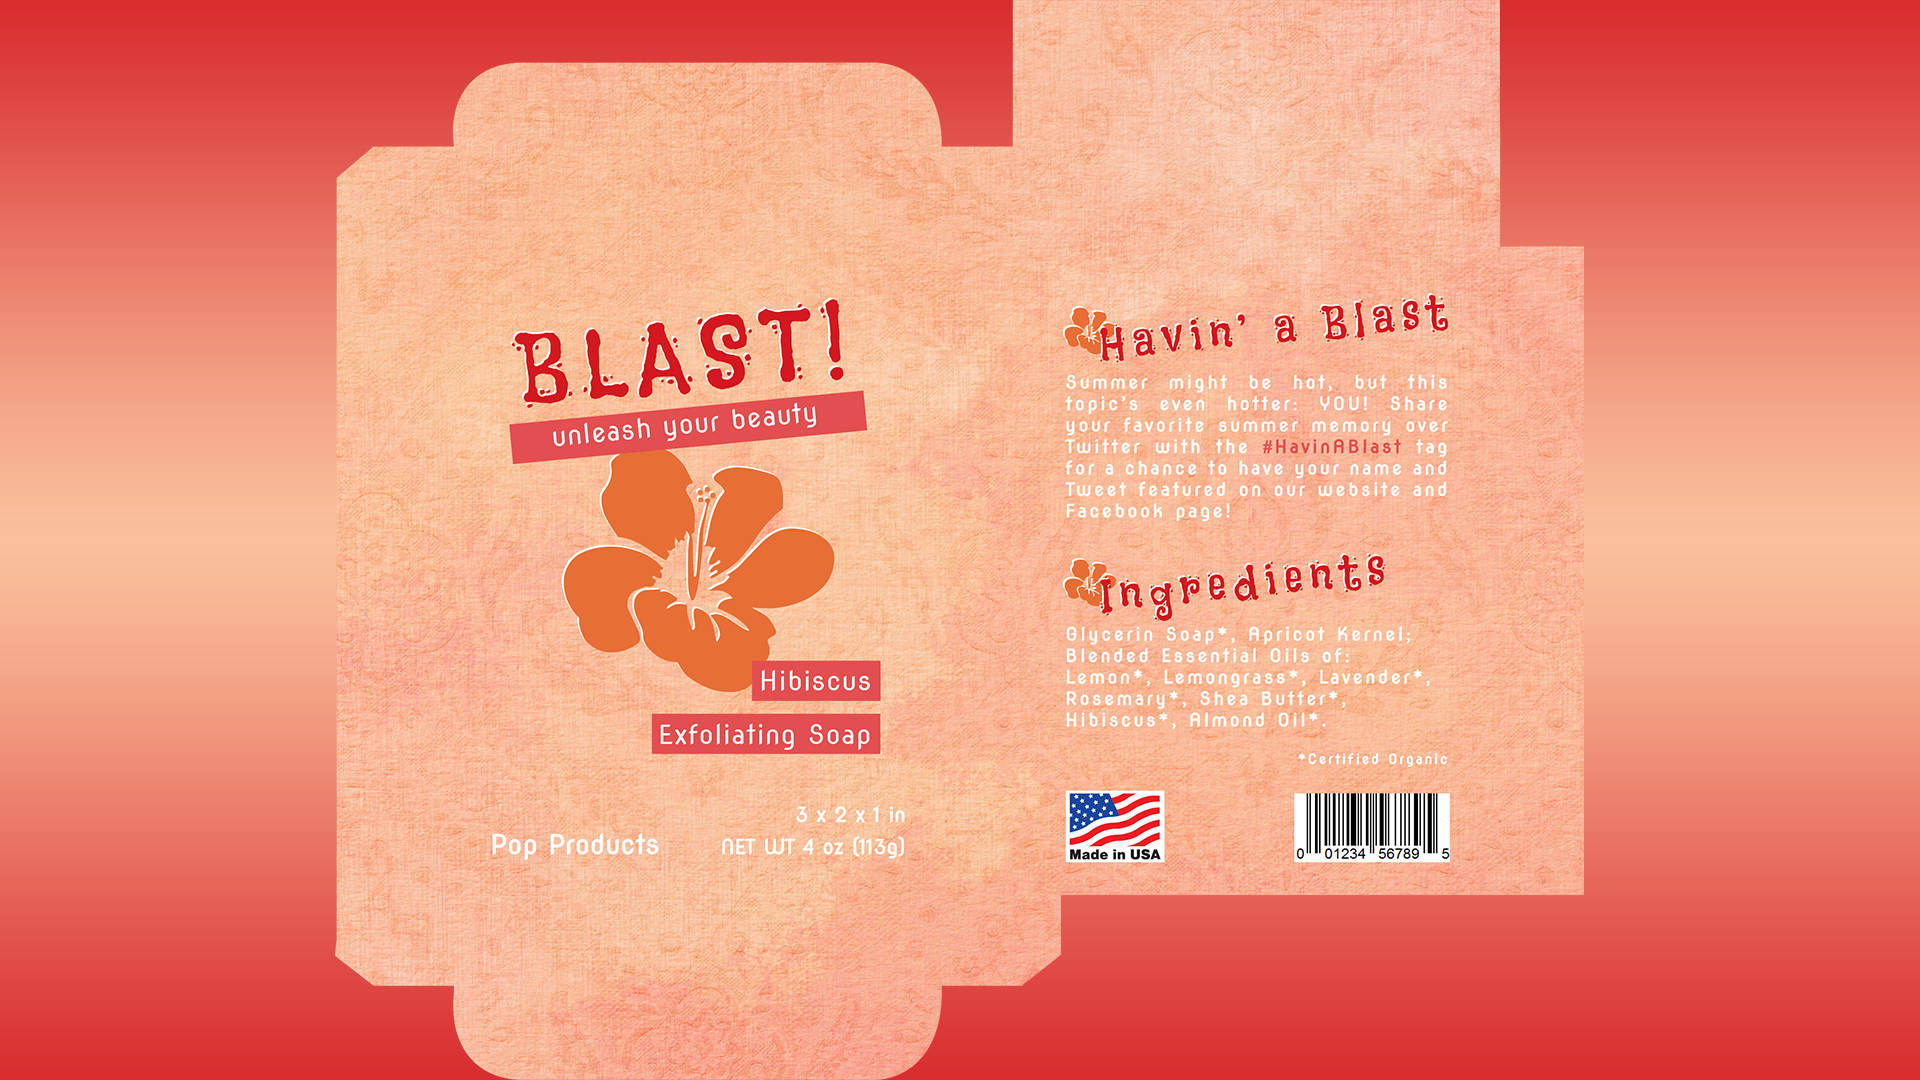 BLAST!
unleash your beauty
Hibiscus
Exfoliating Soap
3 x 2 x 1 in
Pop Products
NET WT 4 oz (113g)
Havin' a Blast
Summer might be hot, but this
topic's even hotter: YOU! Share
your favorite summer memory over
Twitter with the #HavinABlast tag
for a chance to have your name and
Tweet featured on our website and
Facebook page!
Ingredients
Glycerin Soap*, Apricot Kernel;
Blended Essential Oils of:
Lemon*, Lemongrass*, Lavender*,
Rosemary*, Shea Butter*,
Hibiscus*, Almond Oil*.
*Certified Organic
Made in USA
0 01234 56789 5